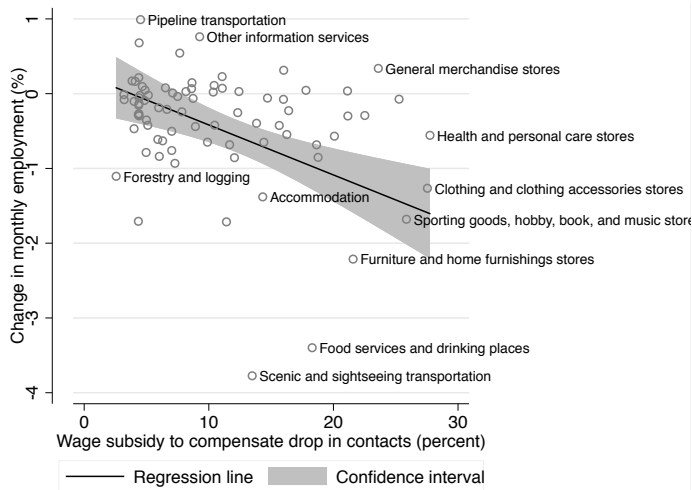 Change in monthly employment (%)
1
0
-1
-2
-3
-4
Pipeline transportation
Other information services
General merchandise stores
Health and personal care stores
Forestry and logging
Clothing and clothing accessories stores
Accommodation
Sporting goods, hobby, book, and music store
Furniture and home furnishings stores
Food services and drinking places
Scenic and sightseeing transportation
0 10 20 30
Wage subsidy to compensate drop in contacts (percent)
Regression line Confidence interval